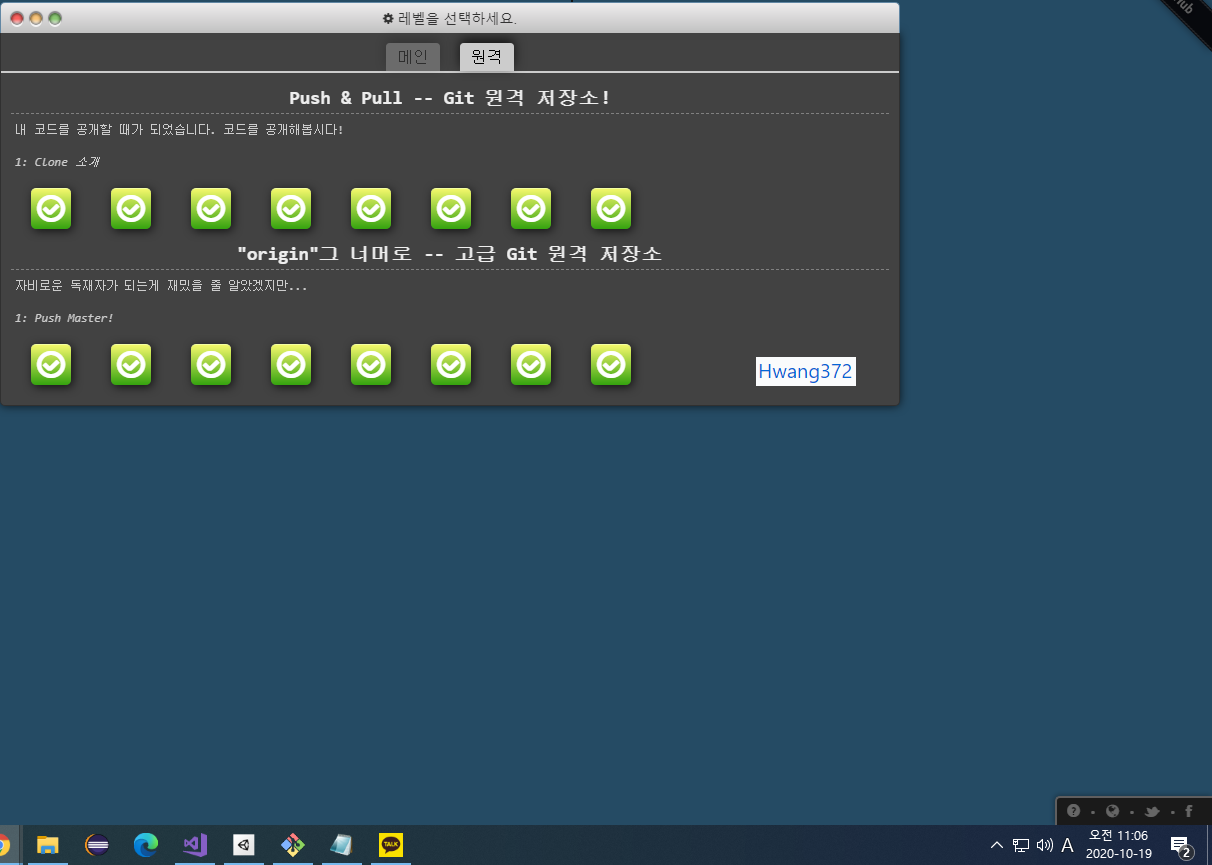 레벨을 선택하세요.
메인 원격
Push & Pull -- Git 원격 저장소!
내 코드를 공개할 때가 되었습니다. 코드를 공개해봅시다!
1: Clone 소개
"origin"그 너머로 -- 고급 Git 원격 저장소
자비로운 독재자가 되는게 재밌을 줄 알았겠지만...
1: Push Master!
Hwang372
? f
TALK
A
오전 11:06
2020-10-19
2